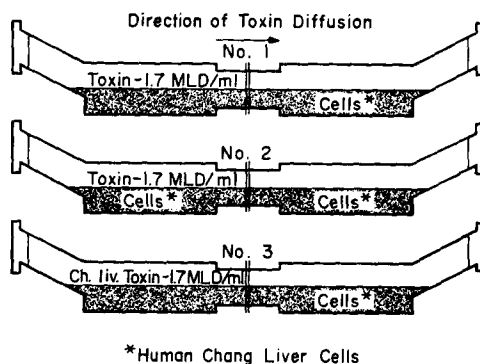 Direction of Toxin Diffusion
No. 1
Toxin-1.7 MLD/ml
Cells*
No. 2
Toxin-1.7 MLD/ml
Cells* Cells*
No. 3
Ch. liv. Toxin-1.7 MLD/ml
Cells*
*Human Chang Liver Cells